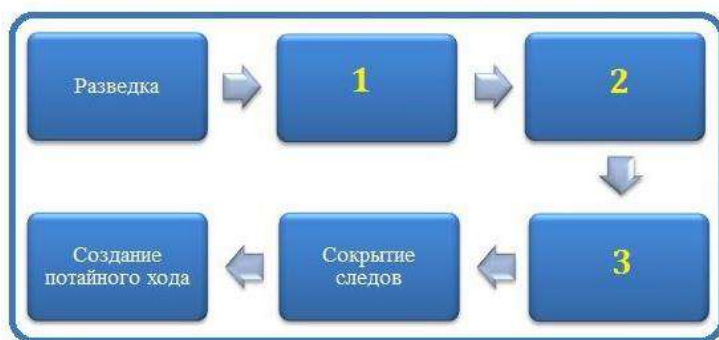 Разведка
1
2
3
Сокрытие
следов
Создание
потайного хода